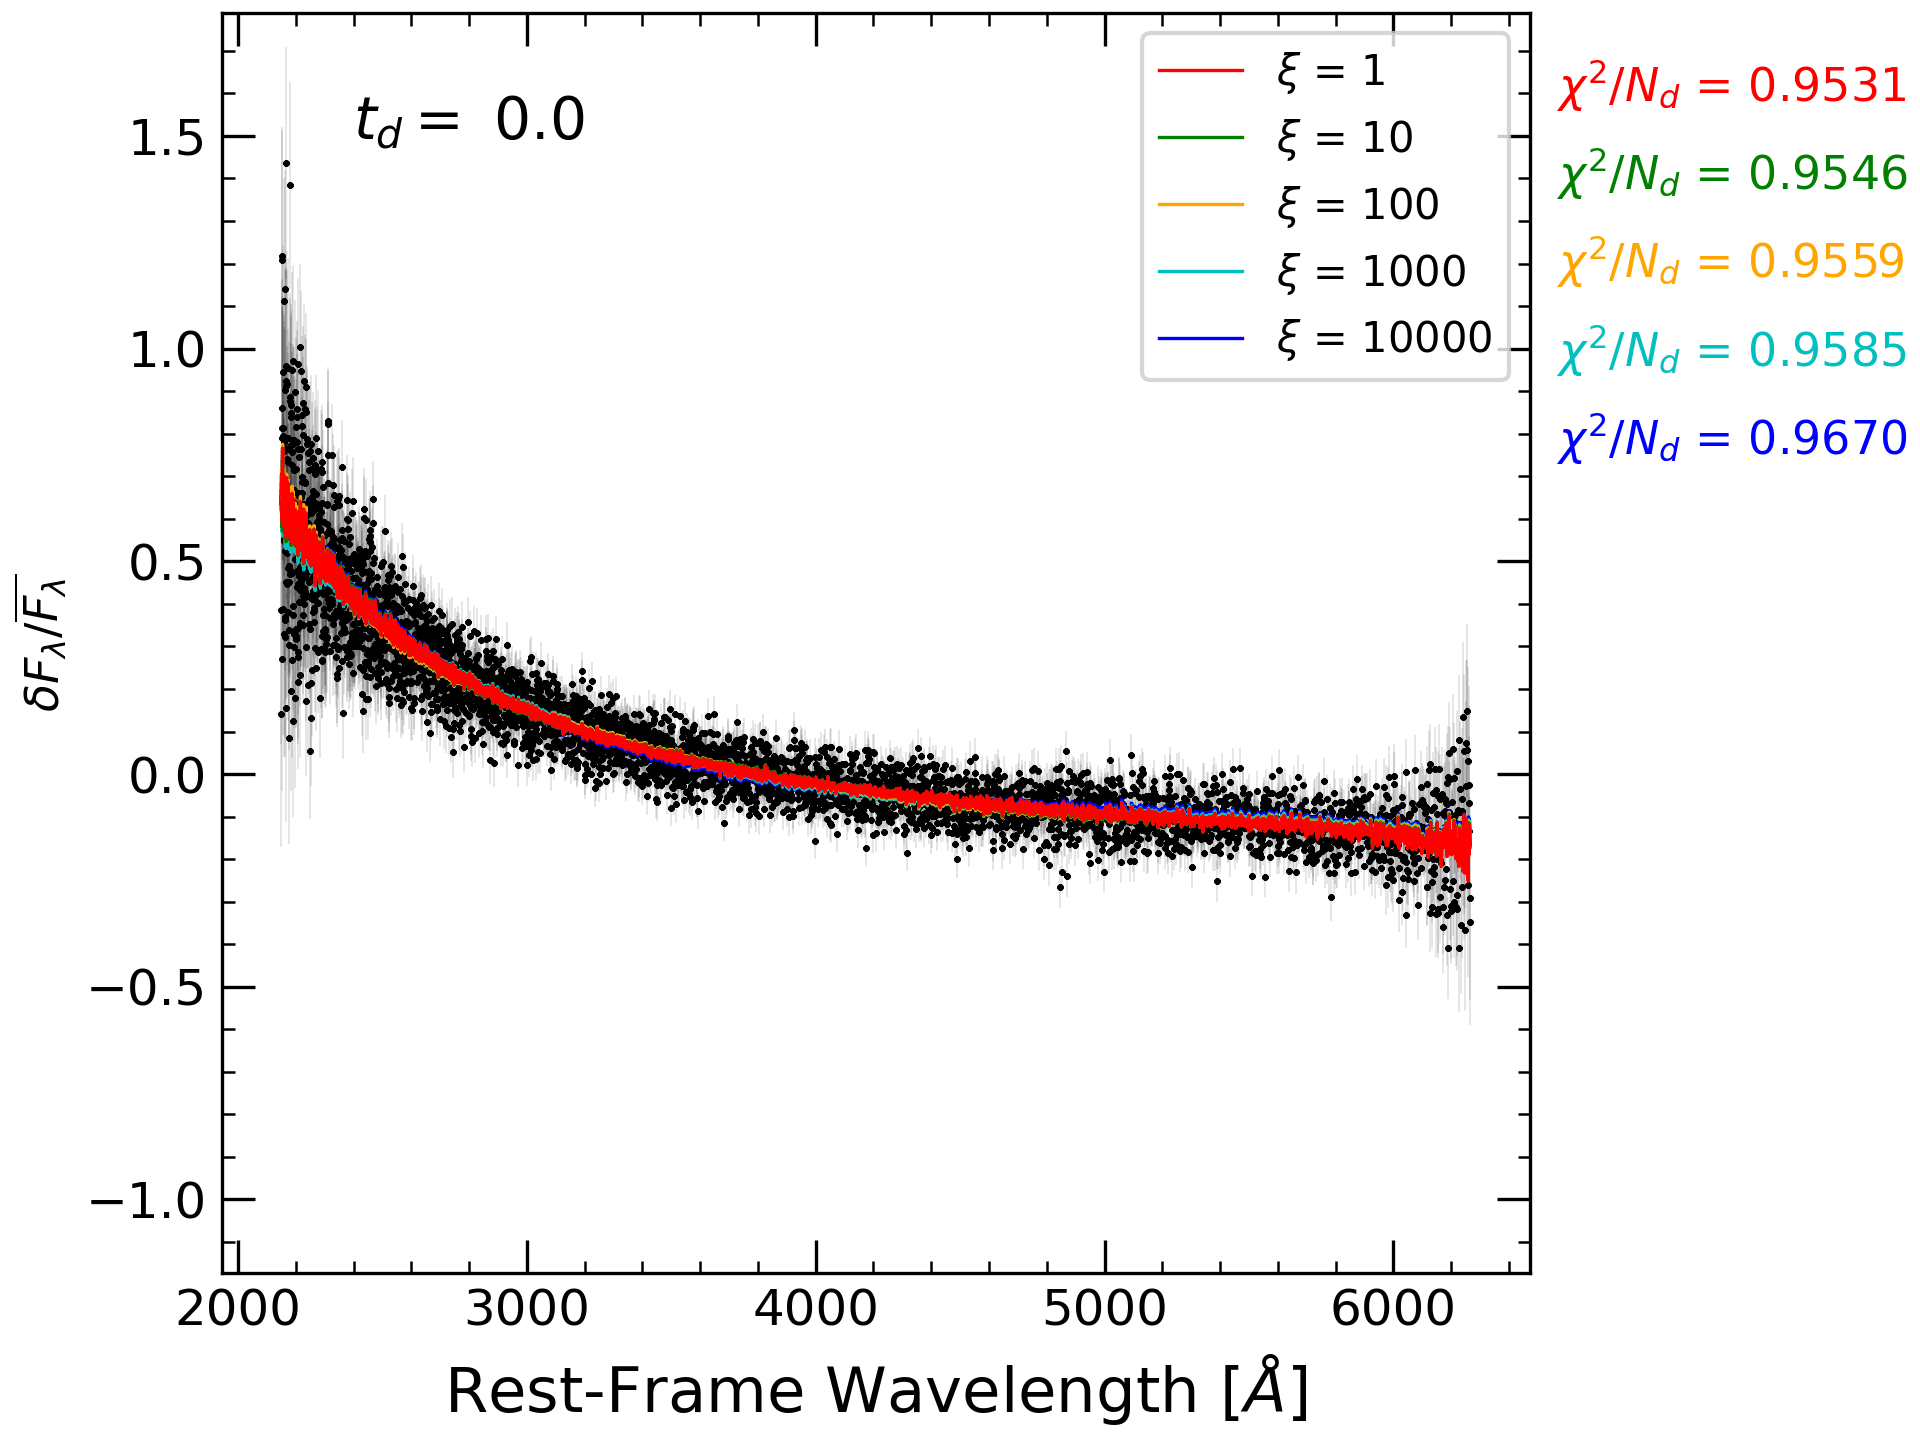 t_d = 0.0
ξ = 1
ξ = 10
ξ = 100
ξ = 1000
ξ = 10000
χ²/N_d = 0.9531
χ²/N_d = 0.9546
χ²/N_d = 0.9559
χ²/N_d = 0.9585
χ²/N_d = 0.9670
δF_λ/F̅_λ
1.5
1.0
0.5
0.0
−0.5
−1.0
2000 3000 4000 5000 6000
Rest-Frame Wavelength [Å]